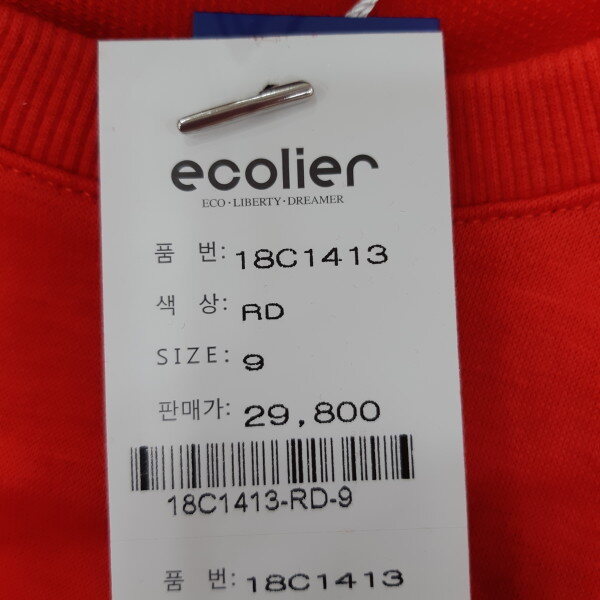 ecolier
ECO·LIBERTY·DREAMER
품 번: 18C1413
색 상: RD
SIZE: 9
판매가: 29,800
18C1413-RD-9
품 번: 18C1413